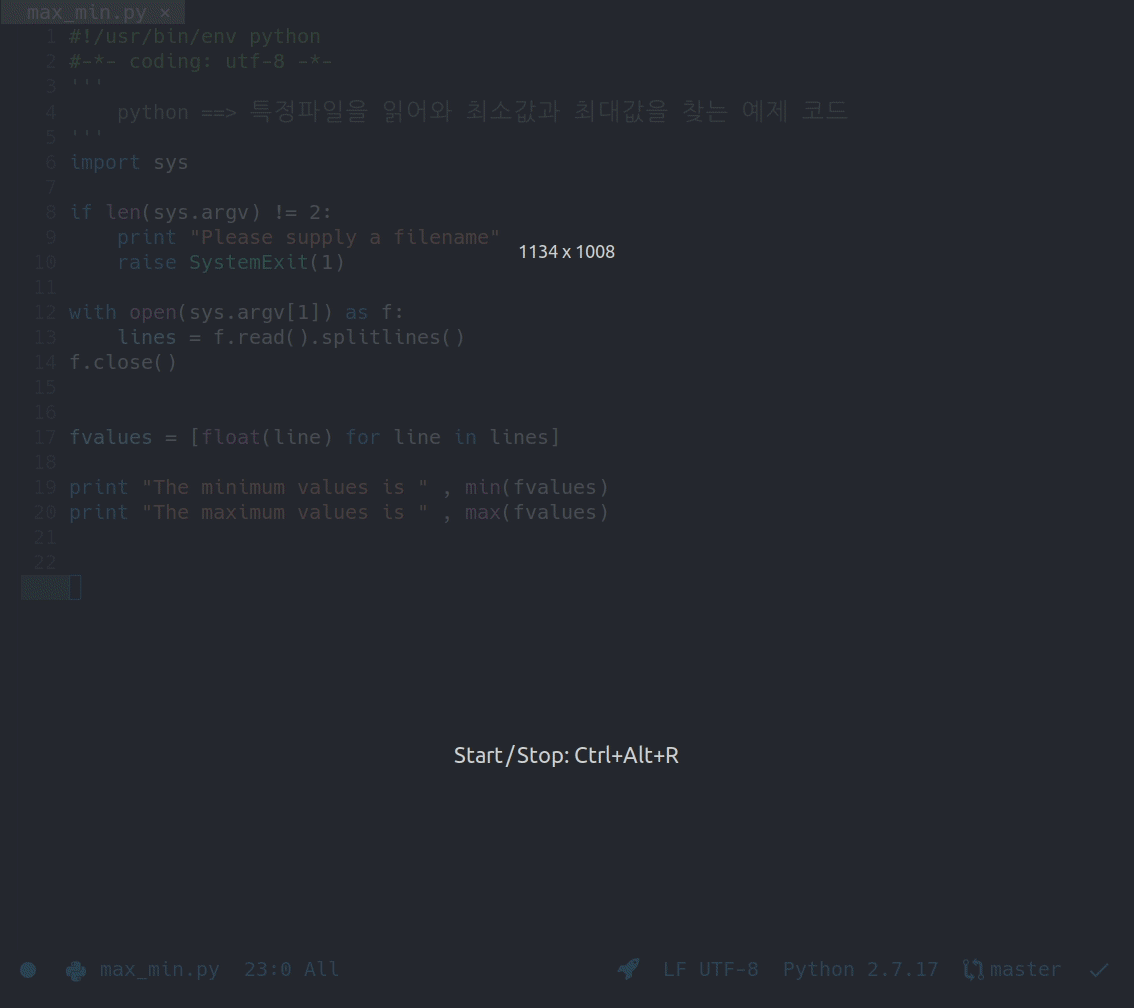 max_min.py ×
1 #!/usr/bin/env python
2 #-*- coding: utf-8 -*-
3 '''
4     python ==> 특정파일을 읽어와 최소값과 최대값을 찾는 예제 코드
5 '''
6 import sys
7
8 if len(sys.argv) != 2:
9     print "Please supply a filename"
1134 x 1008
10     raise SystemExit(1)
11
12 with open(sys.argv[1]) as f:
13     lines = f.read().splitlines()
14 f.close()
15
16
17 fvalues = [float(line) for line in lines]
18
19 print "The minimum values is " , min(fvalues)
20 print "The maximum values is " , max(fvalues)
21
22
Start/Stop: Ctrl+Alt+R
max_min.py 23:0 All LF UTF-8 Python 2.7.17 master